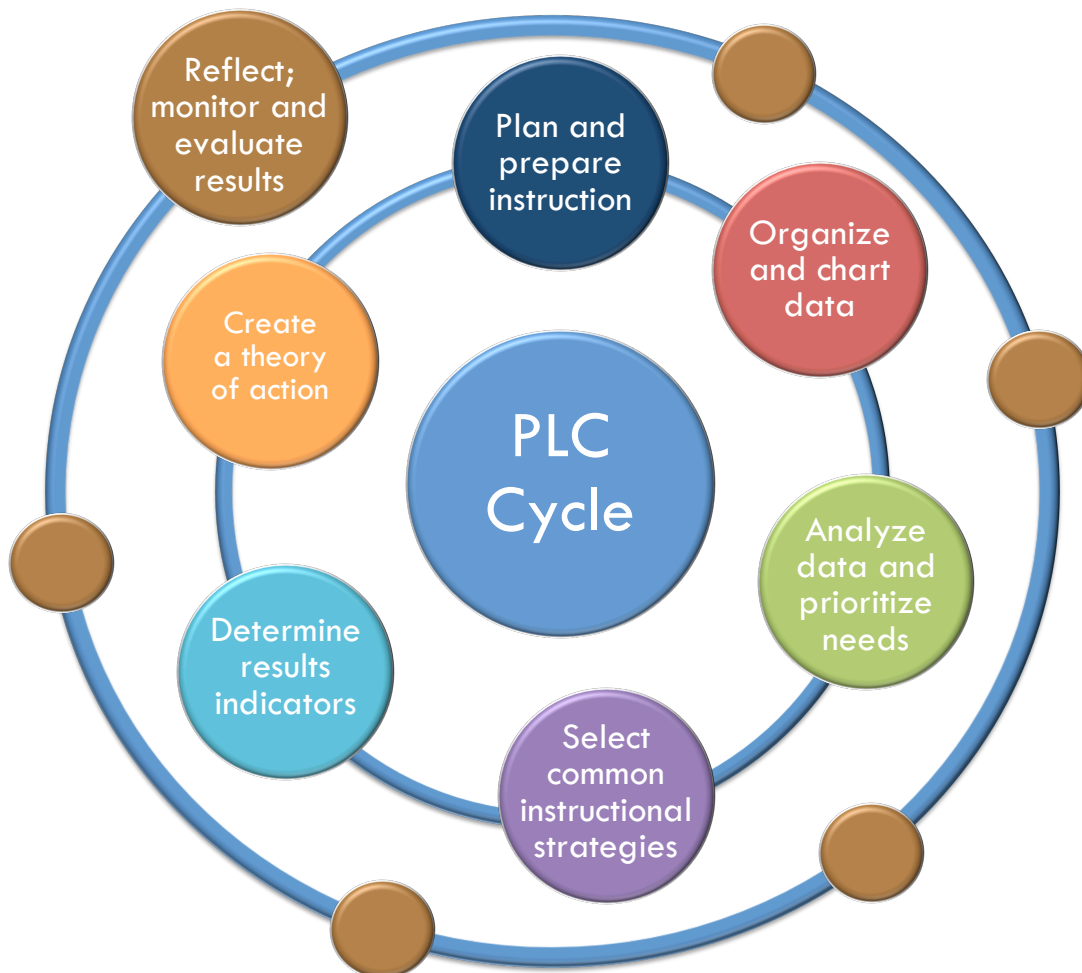 Reflect;
monitor and
evaluate
results
Plan and
prepare
instruction
Organize
and chart
data
Create
a theory
of action
PLC
Cycle
Analyze
data and
prioritize
needs
Determine
results
indicators
Select
common
instructional
strategies